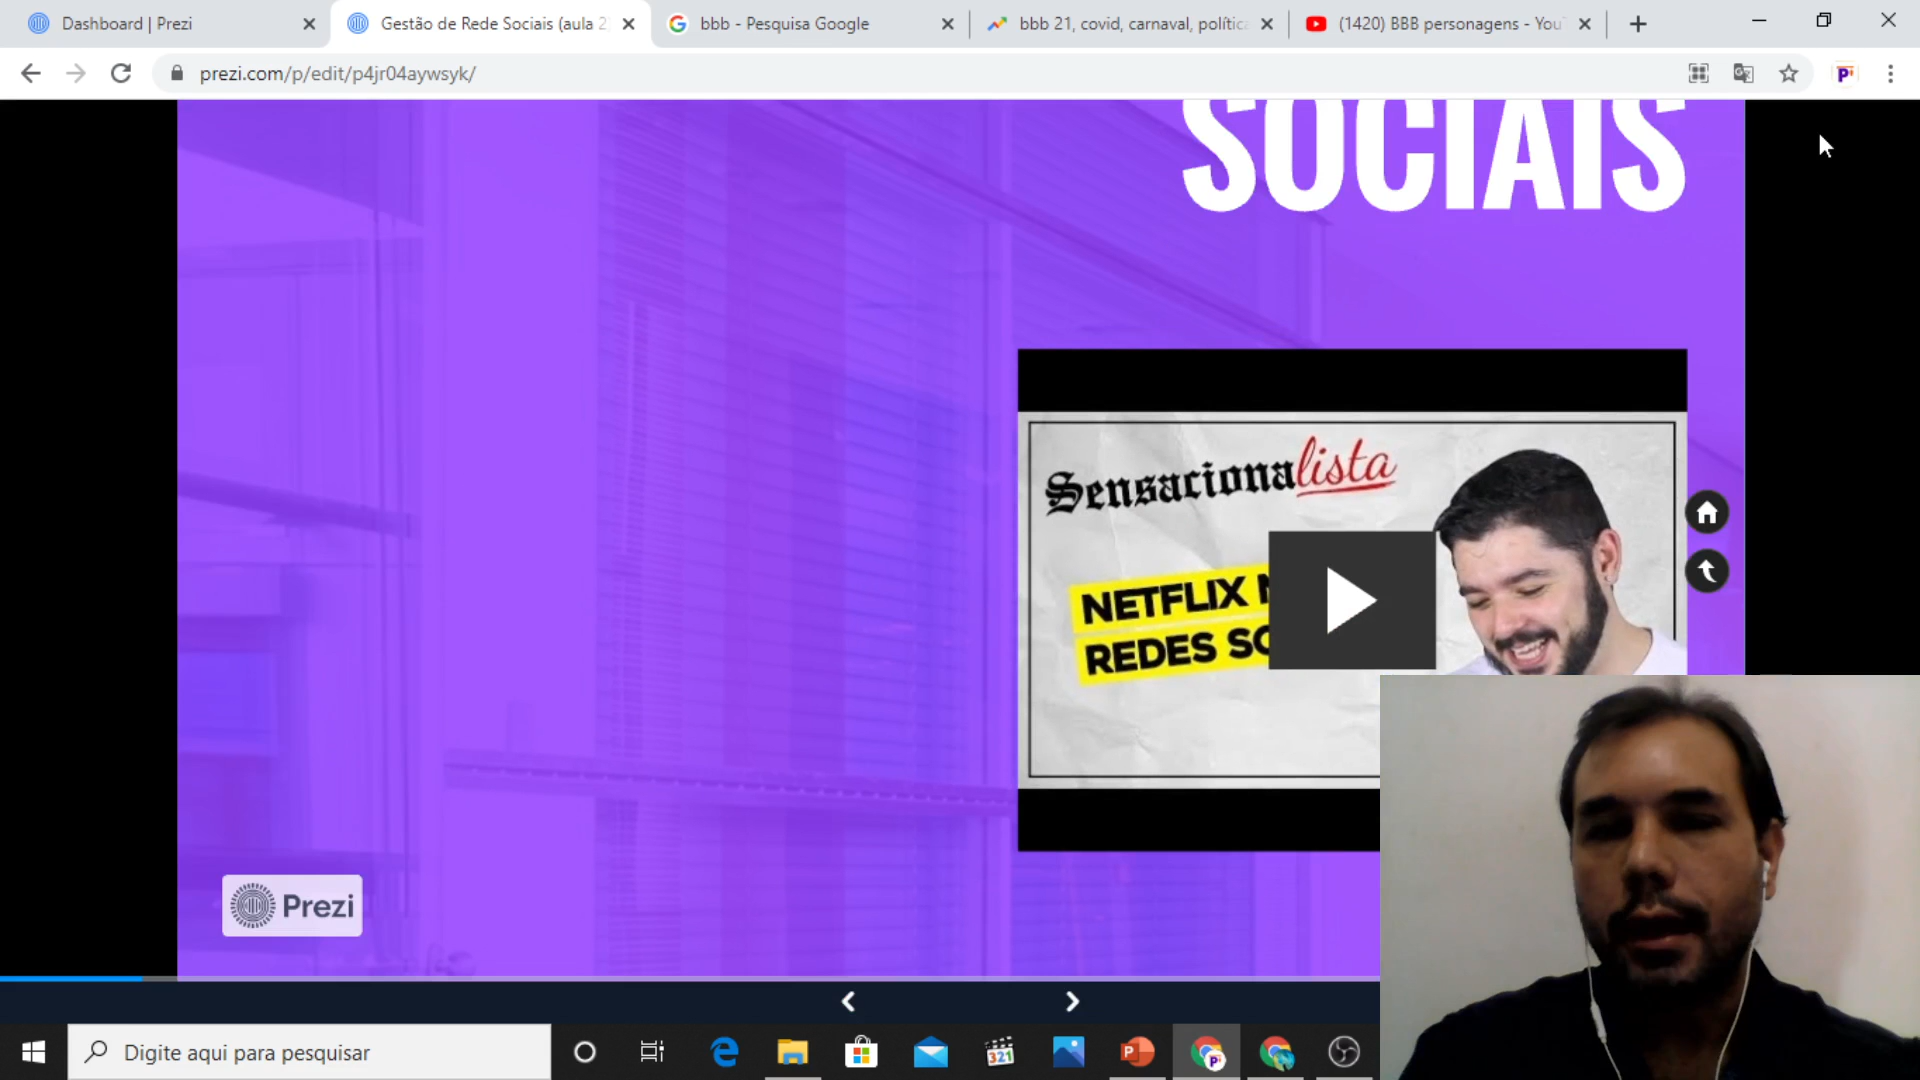 Dashboard | Prezi
Gestão de Rede Sociais (aula 2
bbb - Pesquisa Google
bbb 21, covid, carnaval, polític
(1420) BBB personagens - You
prezi.com/p/edit/p4jr04aywsyk/
SOCIAIS
Sensacionalista
NETFLIX
REDES SO
Prezi
Digite aqui para pesquisar
321